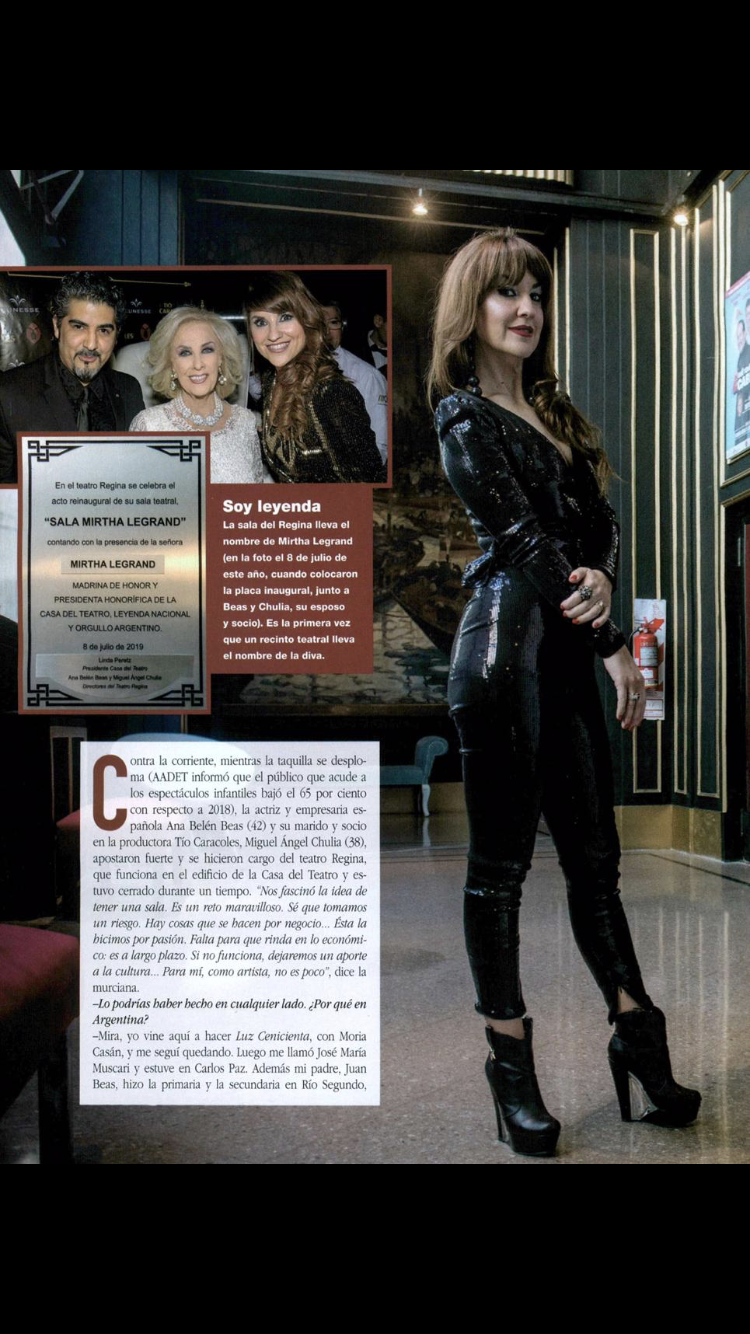 En el teatro Regina se celebra el
acto reinaugural de su sala teatral,
"SALA MIRTHA LEGRAND"
contando con la presencia de la señora
MIRTHA LEGRAND
MADRINA DE HONOR Y
PRESIDENTA HONORÍFICA DE LA
CASA DEL TEATRO, LEYENDA NACIONAL
Y ORGULLO ARGENTINO.
8 de julio de 2019
Linda Peretz
Presidente Casa del Teatro
Ana Belén Beas y Miguel Ángel Chulia
Directores del Teatro Regina
Soy leyenda
La sala del Regina lleva el
nombre de Mirtha Legrand
(en la foto el 8 de julio de
este año, cuando colocaron
la placa inaugural, junto a
Beas y Chulia, su esposo
y socio). Es la primera vez
que un recinto teatral lleva
el nombre de la diva.
Contra la corriente, mientras la taquilla se desplo-
ma (AADET informó que el público que acude a
los espectáculos infantiles bajó el 65 por ciento
con respecto a 2018), la actriz y empresaria es-
pañola Ana Belén Beas (42) y su marido y socio
en la productora Tío Caracoles, Miguel Ángel Chulia (38),
apostaron fuerte y se hicieron cargo del teatro Regina,
que funciona en el edificio de la Casa del Teatro y es-
tuvo cerrado durante un tiempo. "Nos fascinó la idea de
tener una sala. Es un reto maravilloso. Sé que tomamos
un riesgo. Hay cosas que se hacen por negocio... Ésta la
hicimos por pasión. Falta para que rinda en lo económi-
co: es a largo plazo. Si no funciona, dejaremos un aporte
a la cultura... Para mí, como artista, no es poco", dice la
murciana.
–Lo podrías haber hecho en cualquier lado. ¿Por qué en
Argentina?
–Mira, yo vine aquí a hacer Luz Cenicienta, con Moria
Casán, y me seguí quedando. Luego me llamó José María
Muscari y estuve en Carlos Paz. Además mi padre, Juan
Beas, hizo la primaria y la secundaria en Río Segundo,